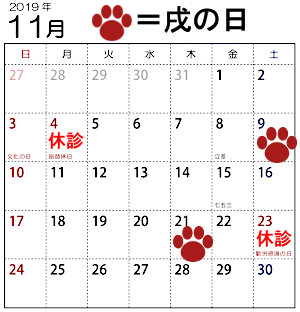 2019年
11月
=戌の日
日 月 火 水 木 金 土
27 28 29 30 31 1 2
3 4 5 6 7 8 9
休診
文化の日 振替休日 立冬
10 11 12 13 14 15 16
七五三
17 18 19 20 21 22 23
休診
勤労感謝の日
24 25 26 27 28 29 30